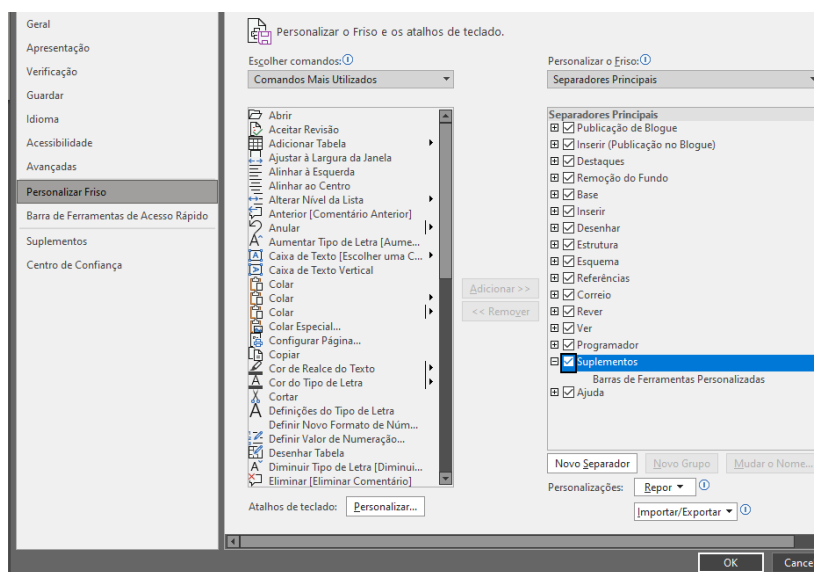 Geral
Apresentação
Verificação
Guardar
Idioma
Acessibilidade
Avançadas
Personalizar Friso
Barra de Ferramentas de Acesso Rápido
Suplementos
Centro de Confiança
Personalizar o Friso e os atalhos de teclado.
Escolher comandos:
Comandos Mais Utilizados
Abrir
Aceitar Revisão
Adicionar Tabela
Ajustar à Largura da Janela
Alinhar à Esquerda
Alinhar ao Centro
Alterar Nível da Lista
Anterior [Comentário Anterior]
Anular
Aumentar Tipo de Letra [Aume...
Caixa de Texto [Escolher uma C...
Caixa de Texto Vertical
Colar
Colar
Colar
Colar Especial...
Configurar Página...
Copiar
Cor de Realce do Texto
Cor do Tipo de Letra
Cortar
Definições do Tipo de Letra
Definir Novo Formato de Núm...
Definir Valor de Numeração...
Desenhar Tabela
Diminuir Tipo de Letra [Diminui...
Eliminar [Eliminar Comentário]
Atalhos de teclado: Personalizar...
Adicionar >>
<< Remover
Personalizar o Friso:
Separadores Principais
Separadores Principais
Publicação de Blogue
Inserir (Publicação no Blogue)
Destaques
Remoção do Fundo
Base
Inserir
Desenhar
Estrutura
Esquema
Referências
Correio
Rever
Ver
Programador
Suplementos
Barras de Ferramentas Personalizadas
Ajuda
Novo Separador Novo Grupo Mudar o Nome...
Personalizações: Repor
Importar/Exportar
OK Cance